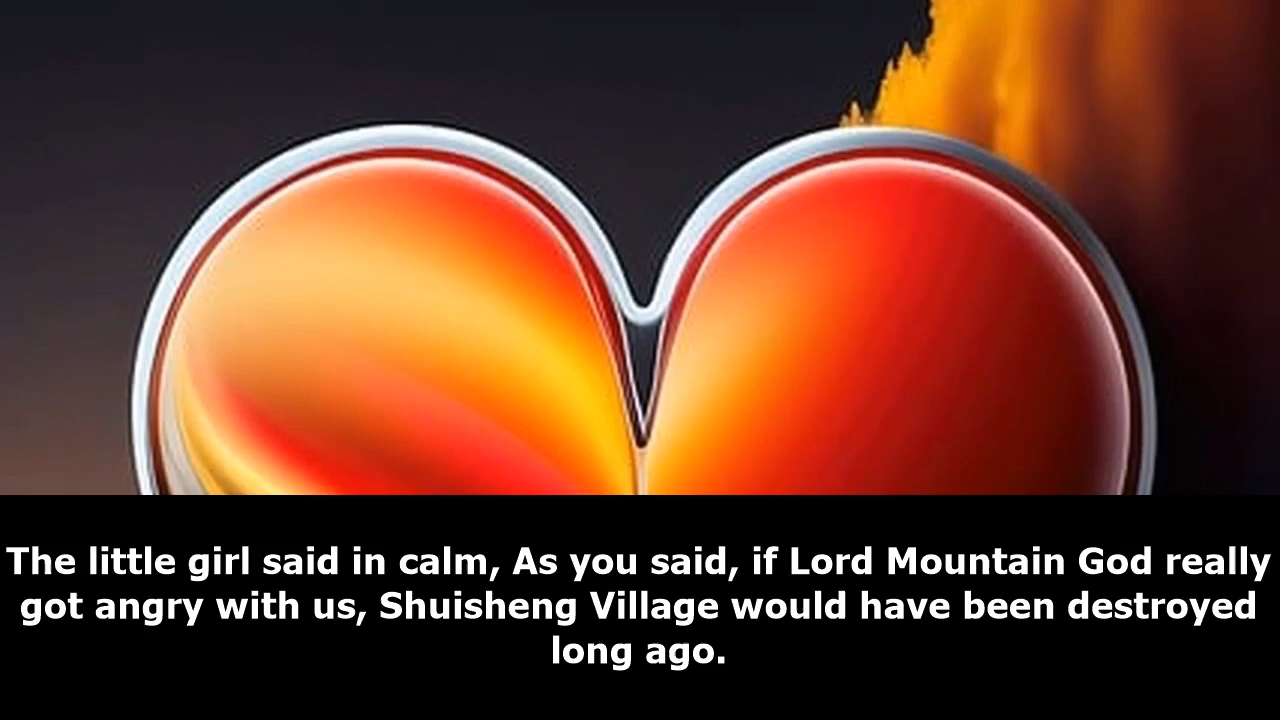 The little girl said in calm, As you said, if Lord Mountain God really
got angry with us, Shuisheng Village would have been destroyed
long ago.